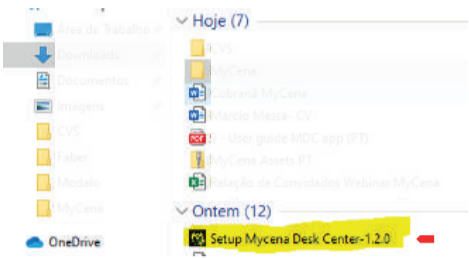 Área de Trabalho
Downloads
Documentos
Imagens
CVS
Faber
Modelo
MyCena
OneDrive
Hoje (7)
CVS
MyCena
Cobranã MyCena
Marcio Mesca- CV
- User guide MDC app (PT)
MyCena Assets PT
Relação de Convidados Webinar MyCena
Ontem (12)
Setup Mycena Desk Center-1.2.0